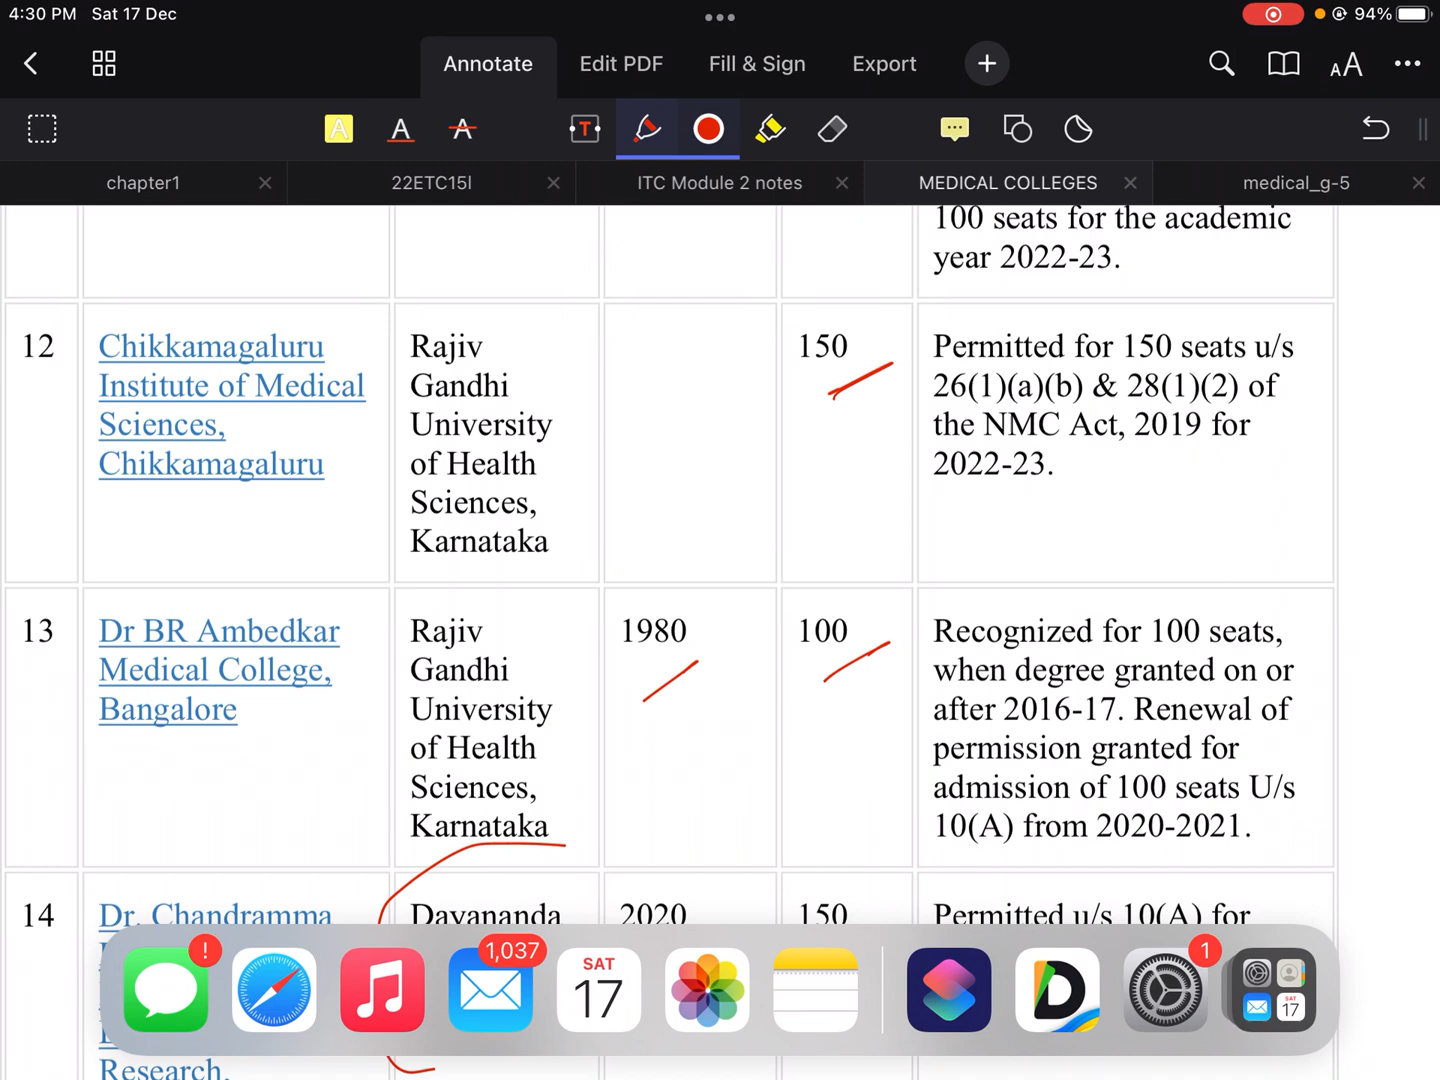 4:30 PM Sat 17 Dec
94%
Annotate Edit PDF Fill & Sign Export
AA
A A A T
chapter1 22ETC15I ITC Module 2 notes MEDICAL COLLEGES medical_g-5
100 seats for the academic
year 2022-23.
12
Chikkamagaluru
Institute of Medical
Sciences,
Chikkamagaluru
Rajiv
Gandhi
University
of Health
Sciences,
Karnataka
150
Permitted for 150 seats u/s
26(1)(a)(b) & 28(1)(2) of
the NMC Act, 2019 for
2022-23.
13
Dr BR Ambedkar
Medical College,
Bangalore
Rajiv
Gandhi
University
of Health
Sciences,
Karnataka
1980
100
Recognized for 100 seats,
when degree granted on or
after 2016-17. Renewal of
permission granted for
admission of 100 seats U/s
10(A) from 2020-2021.
14
Dr. Chandramma
Research,
Dayananda
2020
150
Permitted u/s 10(A) for
!
1,037
SAT
17
D
1
SAT
17